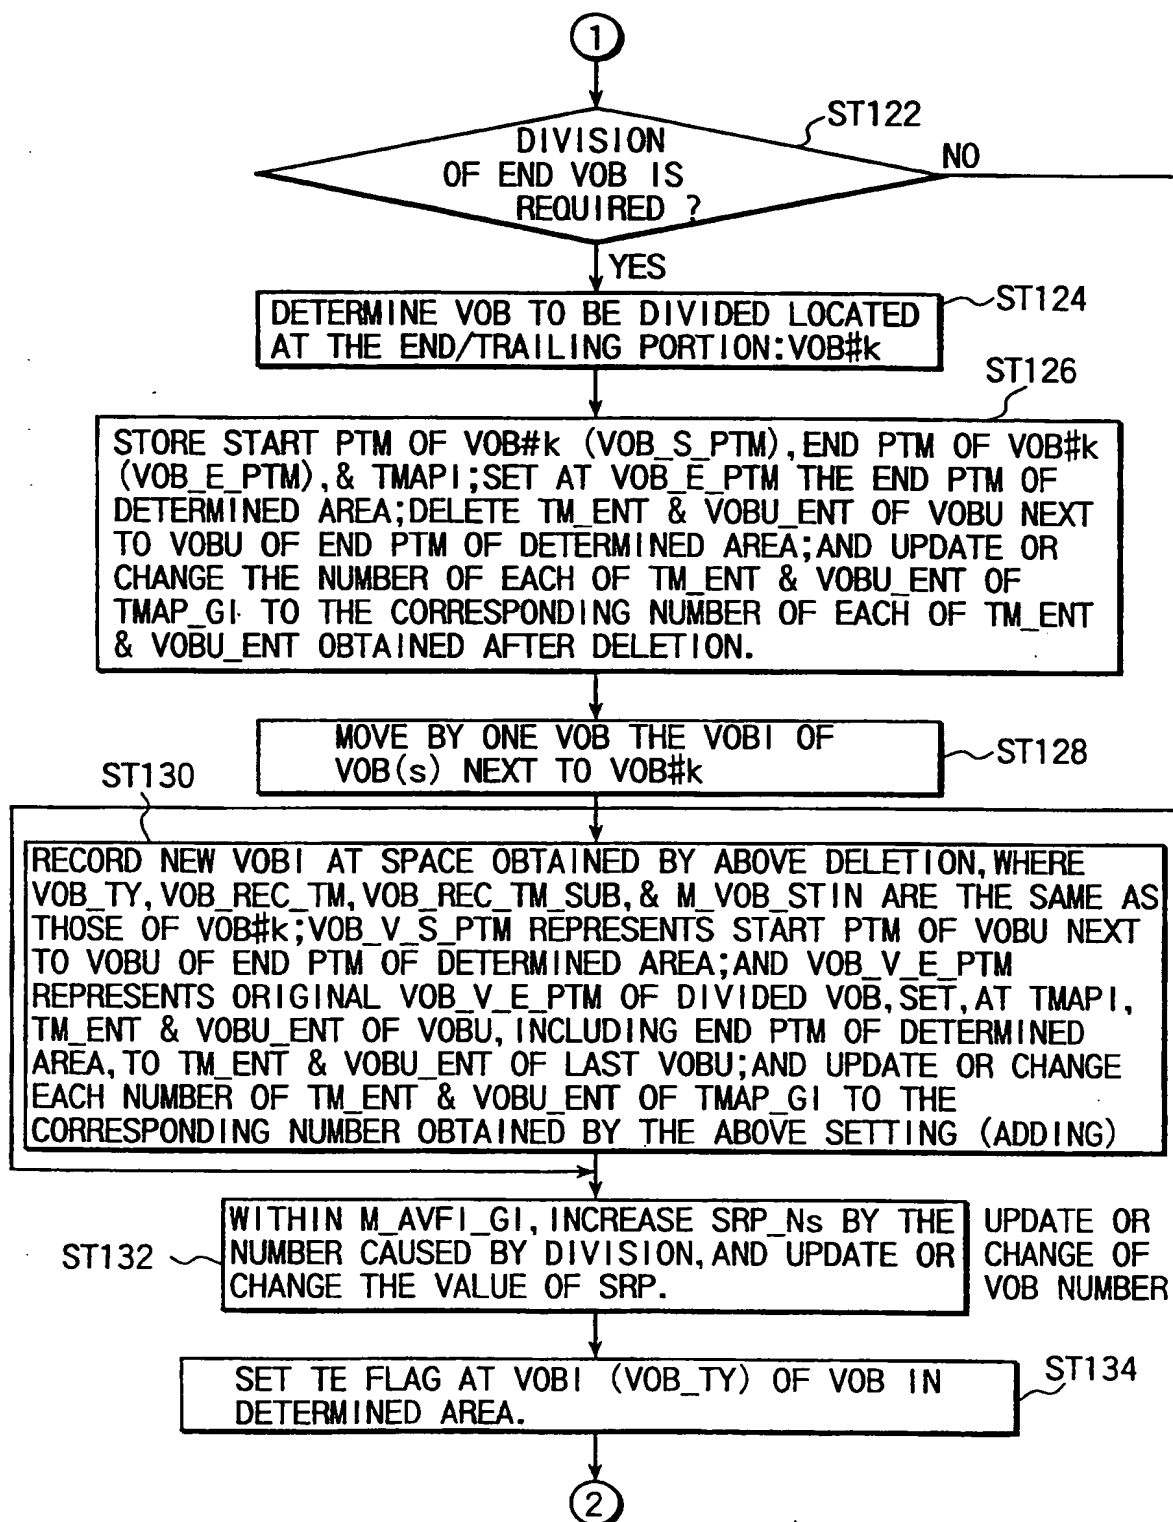 1
ST122
DIVISION
OF END VOB IS
REQUIRED ?
NO
YES
ST124
DETERMINE VOB TO BE DIVIDED LOCATED
AT THE END/TRAILING PORTION:VOB#k
ST126
STORE START PTM OF VOB#k (VOB_S_PTM),END PTM OF VOB#k
(VOB_E_PTM),& TMAPI;SET AT VOB_E_PTM THE END PTM OF
DETERMINED AREA;DELETE TM_ENT & VOBU_ENT OF VOBU NEXT
TO VOBU OF END PTM OF DETERMINED AREA;AND UPDATE OR
CHANGE THE NUMBER OF EACH OF TM_ENT & VOBU_ENT OF
TMAP_GI TO THE CORRESPONDING NUMBER OF EACH OF TM_ENT
& VOBU_ENT OBTAINED AFTER DELETION.
MOVE BY ONE VOB THE VOBI OF
VOB(s) NEXT TO VOB#k
ST128
ST130
RECORD NEW VOBI AT SPACE OBTAINED BY ABOVE DELETION,WHERE
VOB_TY,VOB_REC_TM,VOB_REC_TM_SUB,& M_VOB_STIN ARE THE SAME AS
THOSE OF VOB#k;VOB_V_S_PTM REPRESENTS START PTM OF VOBU NEXT
TO VOBU OF END PTM OF DETERMINED AREA;AND VOB_V_E_PTM
REPRESENTS ORIGINAL VOB_V_E_PTM OF DIVIDED VOB,SET,AT TMAPI,
TM_ENT & VOBU_ENT OF VOBU,INCLUDING END PTM OF DETERMINED
AREA,TO TM_ENT & VOBU_ENT OF LAST VOBU;AND UPDATE OR CHANGE
EACH NUMBER OF TM_ENT & VOBU_ENT OF TMAP_GI TO THE
CORRESPONDING NUMBER OBTAINED BY THE ABOVE SETTING (ADDING)
ST132
WITHIN M_AVFI_GI,INCREASE SRP_Ns BY THE
NUMBER CAUSED BY DIVISION,AND UPDATE OR
CHANGE THE VALUE OF SRP.
UPDATE OR
CHANGE OF
VOB NUMBER
ST134
SET TE FLAG AT VOBI (VOB_TY) OF VOB IN
DETERMINED AREA.
2